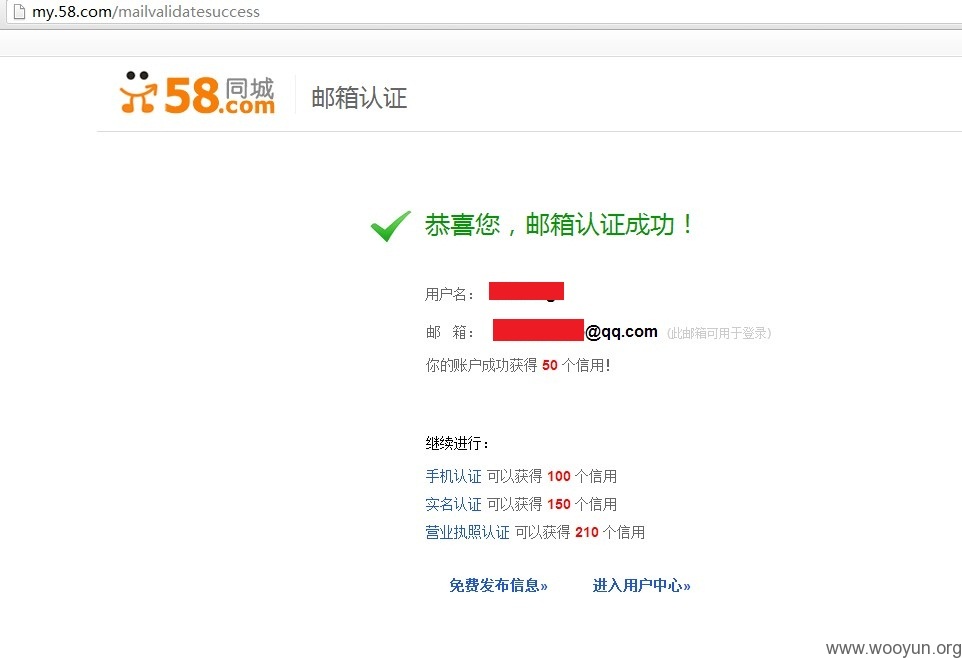 my.58.com/mailvalidatesuccess
58同城.com 邮箱认证
恭喜您，邮箱认证成功！
用户名：
邮 箱： @qq.com (此邮箱可用于登录)
你的账户成功获得 50 个信用！
继续进行：
手机认证 可以获得 100 个信用
实名认证 可以获得 150 个信用
营业执照认证 可以获得 210 个信用
免费发布信息» 进入用户中心»
www.wooyun.org